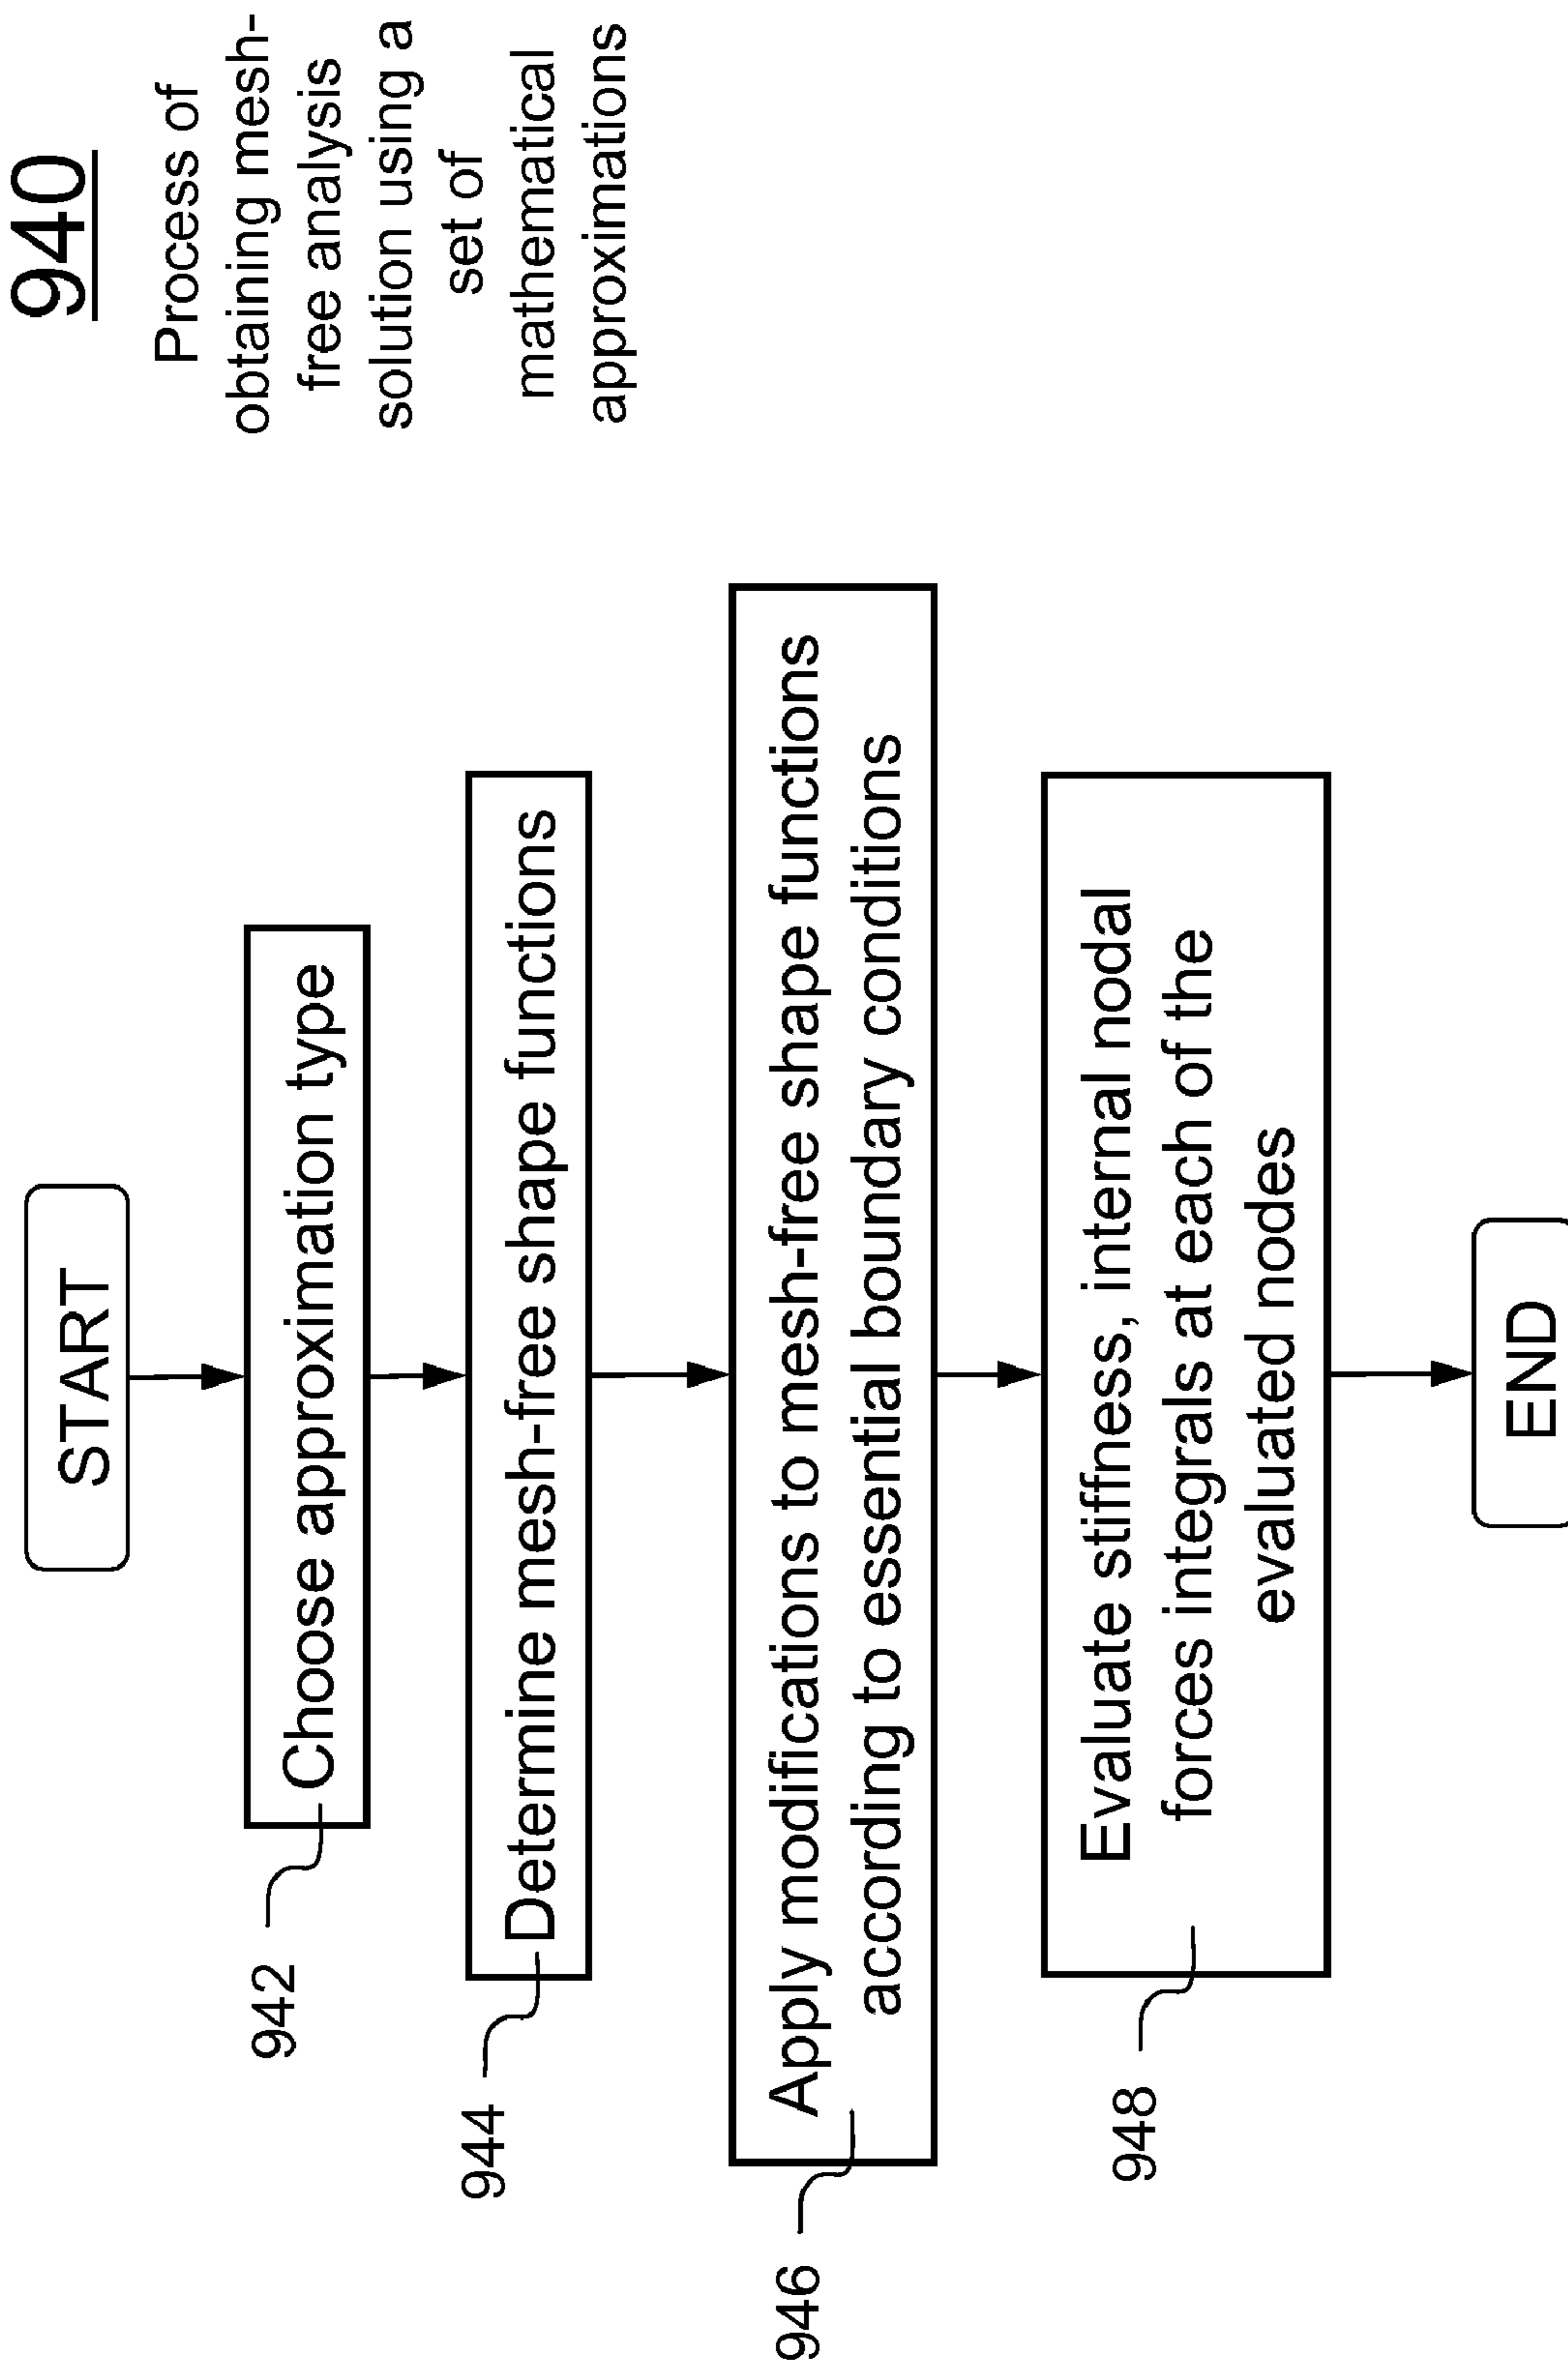 940
Process of
obtaining mesh-
free analysis
solution using a
set of
mathematical
approximations
START
942
Choose approximation type
944
Determine mesh-free shape functions
946
Apply modifications to mesh-free shape functions
according to essential boundary conditions
948
Evaluate stiffness, internal nodal
forces integrals at each of the
evaluated nodes
END